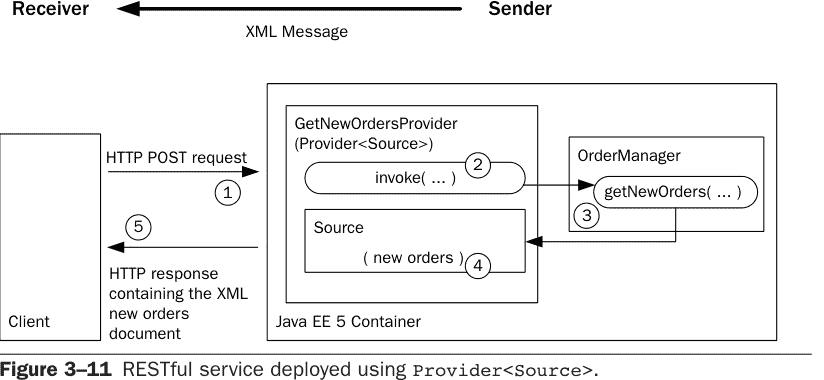 Receiver
Sender
XML Message
GetNewOrdersProvider
(Provider<Source>)
HTTP POST request
1
invoke( ... )
2
OrderManager
getNewOrders( ... )
3
5
Source
( new orders )
4
HTTP response
containing the XML
new orders
document
Client
Java EE 5 Container
Figure 3–11 RESTful service deployed using Provider<Source>.